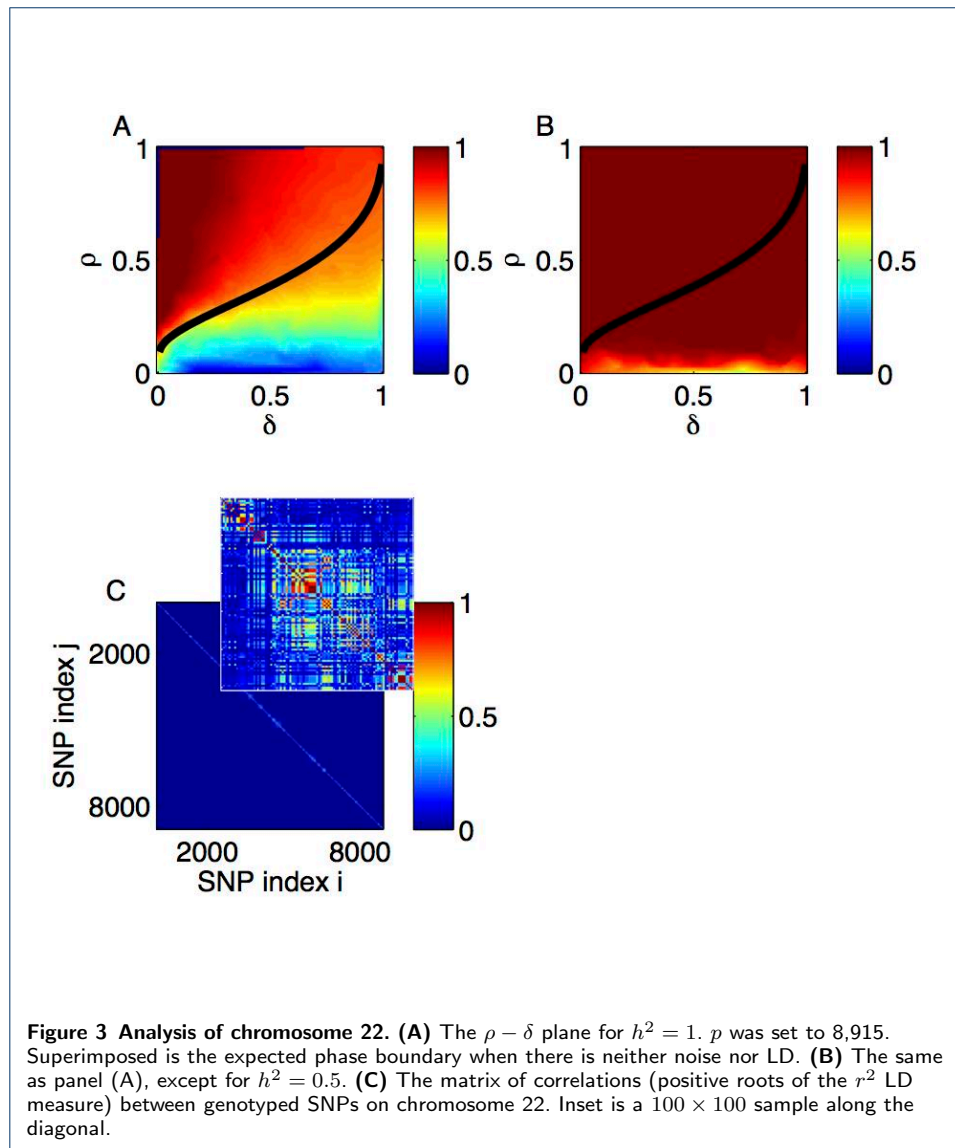 A
B
1
0.5
0
ρ
0
0.5
1
δ
1
0.5
0
1
0.5
0
ρ
0
0.5
1
δ
1
0.5
0
C
SNP index j
2000
8000
2000
8000
SNP index i
1
0.5
0
Figure 3 Analysis of chromosome 22. (A) The ρ − δ plane for h² = 1. p was set to 8,915.
Superimposed is the expected phase boundary when there is neither noise nor LD. (B) The same
as panel (A), except for h² = 0.5. (C) The matrix of correlations (positive roots of the r² LD
measure) between genotyped SNPs on chromosome 22. Inset is a 100 × 100 sample along the
diagonal.